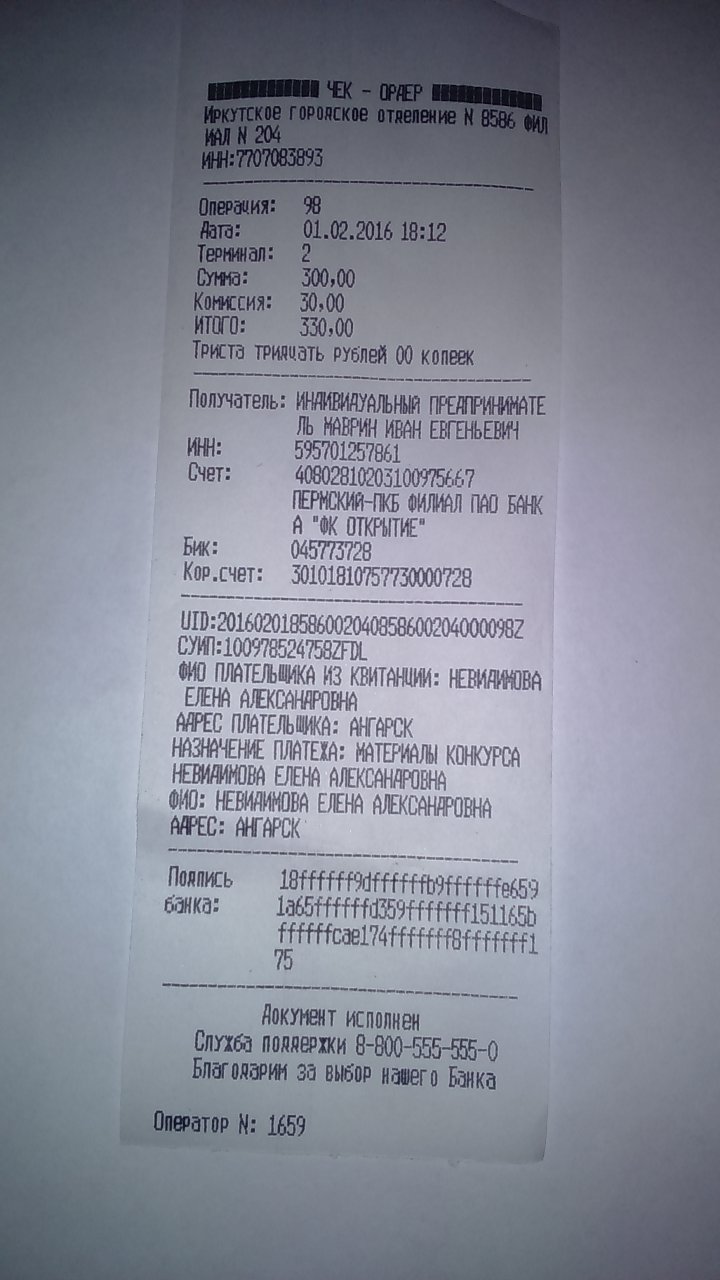 ЧЕК - ОРДЕР
Иркутское городское отделение N 8586 ФИЛ
ИАЛ N 204
ИНН:7707083893
Операция: 98
Дата: 01.02.2016 18:12
Терминал: 2
Сумма: 300,00
Комиссия: 30,00
ИТОГО: 330,00
Триста тридцать рублей 00 копеек
Получатель: ИНДИВИДУАЛЬНЫЙ ПРЕДПРИНИМАТЕ
ЛЬ МАВРИН ИВАН ЕВГЕНЬЕВИЧ
ИНН: 595701257861
Счет: 40802810203100975667
ПЕРМСКИЙ-ПКБ ФИЛИАЛ ПАО БАНК
А "ФК ОТКРЫТИЕ"
Бик: 045773728
Кор.счет: 30101810757730000728
UID:201602018586002040858600204000098Z
СУИП:100978524758ZFDL
ФИО ПЛАТЕЛЬЩИКА ИЗ КВИТАНЦИИ: НЕВИДИМОВА
ЕЛЕНА АЛЕКСАНДРОВНА
АДРЕС ПЛАТЕЛЬЩИКА: АНГАРСК
НАЗНАЧЕНИЕ ПЛАТЕЖА: МАТЕРИАЛЫ КОНКУРСА
НЕВИДИМОВА ЕЛЕНА АЛЕКСАНДРОВНА
ФИО: НЕВИДИМОВА ЕЛЕНА АЛЕКСАНДРОВНА
АДРЕС: АНГАРСК
Подпись 18ffffff9dffffffb9ffffffe659
банка: 1a65ffffffd359fffffff151165b
ffffffcae174fffffff8fffffff1
75
Документ исполнен
Служба поддержки 8-800-555-555-0
Благодарим за выбор нашего Банка
Оператор N: 1659